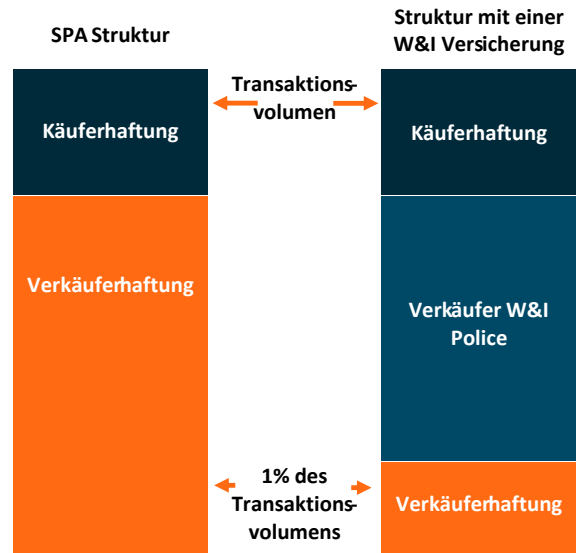 SPA Struktur
Struktur mit einer
W&I Versicherung
Transaktions-
volumen
Käuferhaftung
Käuferhaftung
Verkäuferhaftung
Verkäufer W&I
Police
1% des
Transaktions-
volumens
Verkäuferhaftung